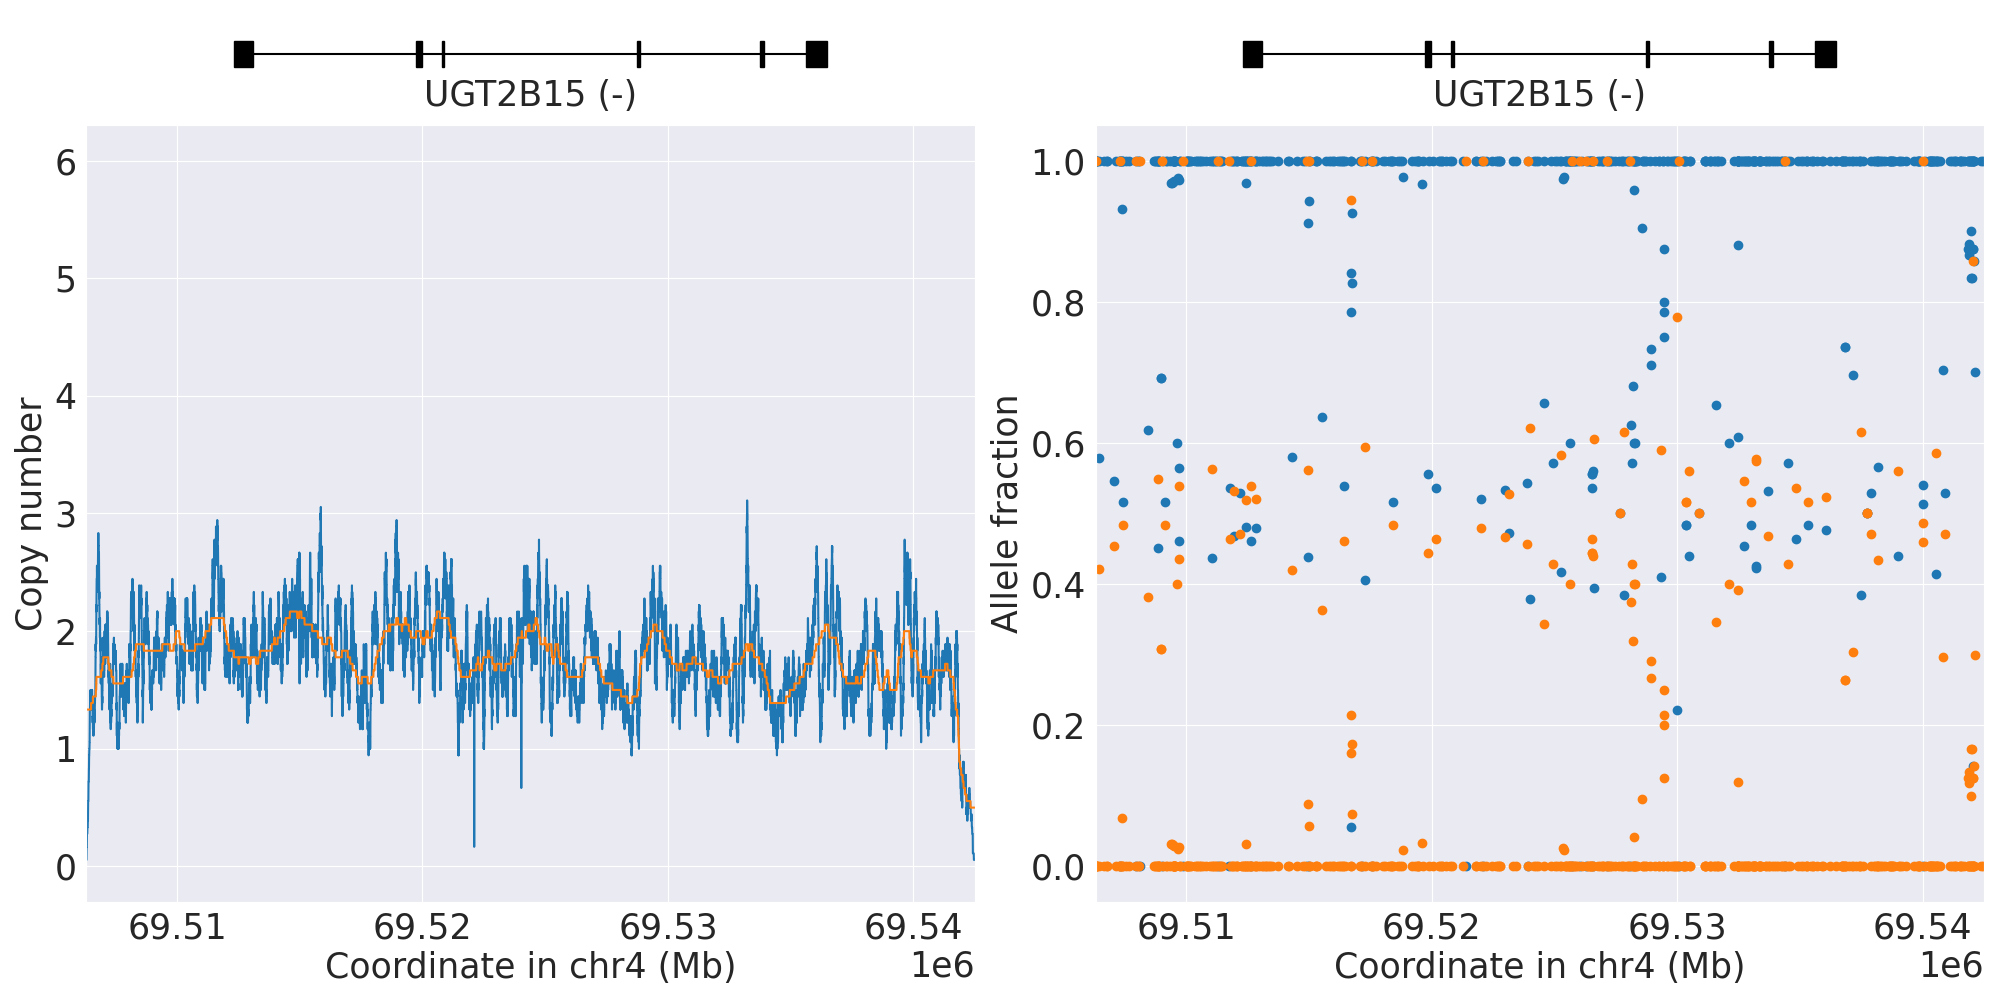 UGT2B15 (-)
6
5
4
3
2
1
0
Copy number
69.51 69.52 69.53 69.54
Coordinate in chr4 (Mb)
1e6
UGT2B15 (-)
1.0
0.8
0.6
0.4
0.2
0.0
Allele fraction
69.51 69.52 69.53 69.54
Coordinate in chr4 (Mb)
1e6